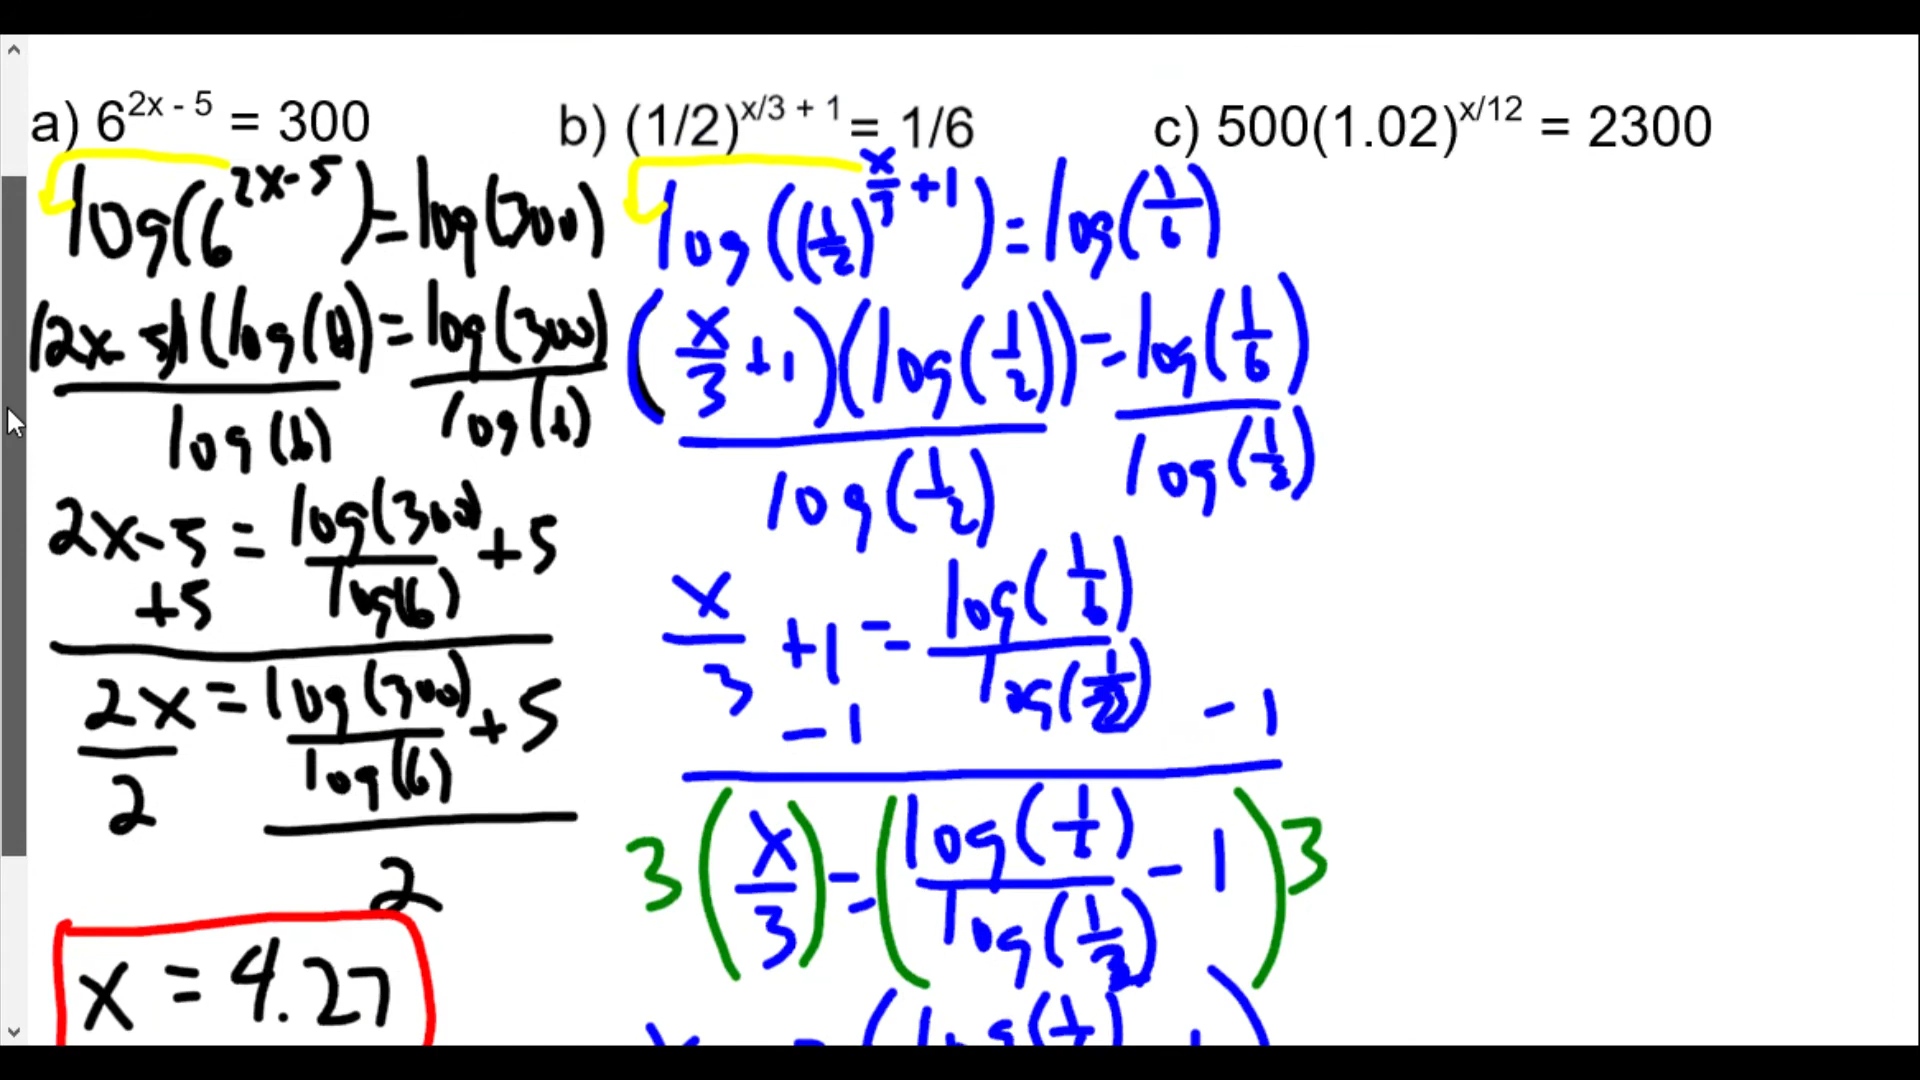 a) 6^(2x - 5) = 300
b) (1/2)^(x/3 + 1) = 1/6
c) 500(1.02)^(x/12) = 2300
log(6^(2x-5)) = log(300)
(2x-5)(log(6))/log(6) = log(300)/log(6)
2x-5 = log(300)/log(6) + 5
+5
2x/2 = (log(300)/log(6) + 5)/2
x = 4.27
log((1/2)^(x/3 + 1)) = log(1/6)
(x/3 + 1)(log(1/2))/log(1/2) = log(1/6)/log(1/2)
x/3 + 1 = log(1/6)/log(1/2)
- 1 - 1
3(x/3) = (log(1/6)/log(1/2) - 1)3